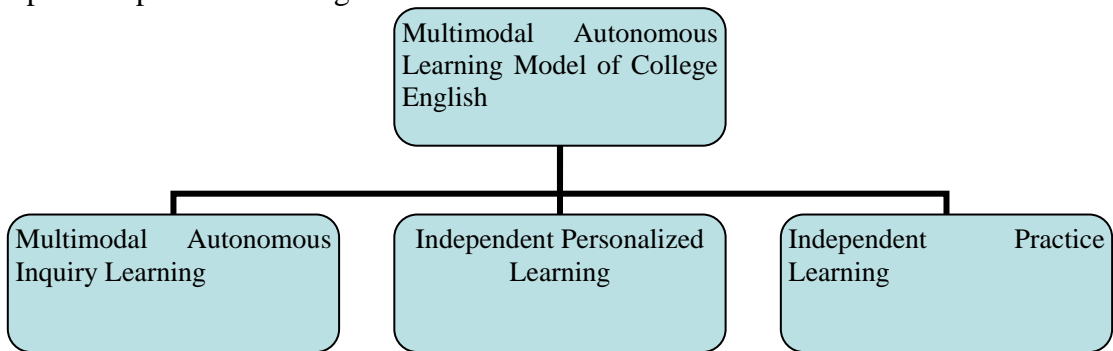 Multimodal Autonomous
Learning Model of College
English
Multimodal Autonomous
Inquiry Learning
Independent Personalized
Learning
Independent Practice
Learning